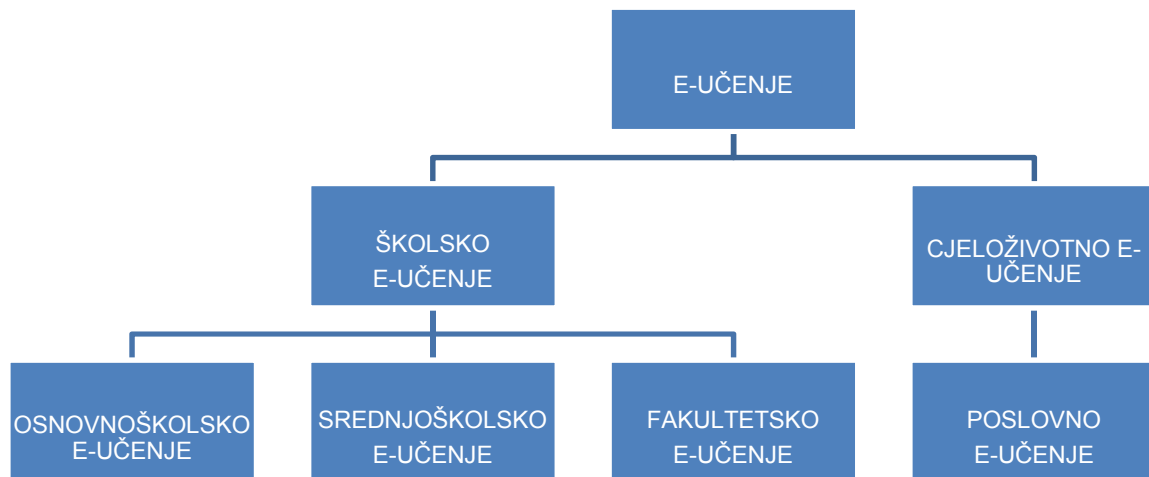 E-UČENJE
ŠKOLSKO
E-UČENJE
CJELOŽIVOTNO E-
UČENJE
OSNOVNOŠKOLSKO
E-UČENJE
SREDNJOŠKOLSKO
E-UČENJE
FAKULTETSKO
E-UČENJE
POSLOVNO
E-UČENJE